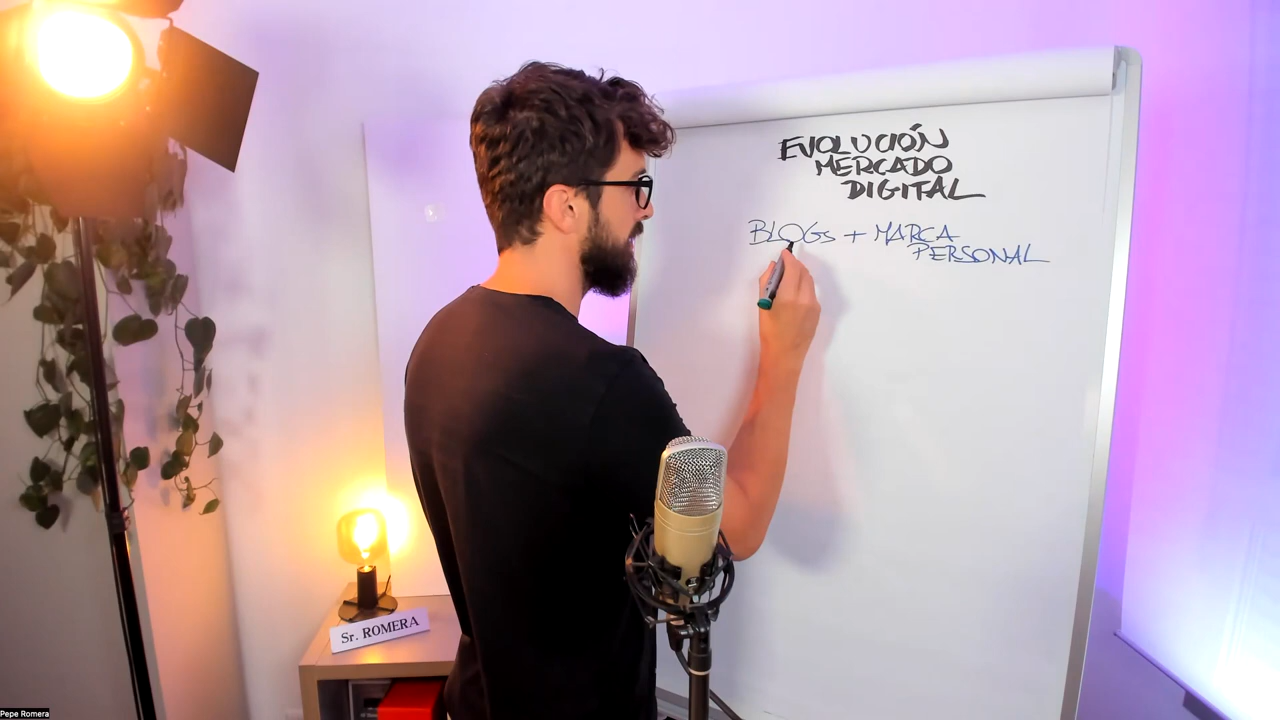 EVOLUCIÓN
MERCADO
DIGITAL
BLOGs + MARCA
PERSONAL
Sr. ROMERA
Pepe Romera